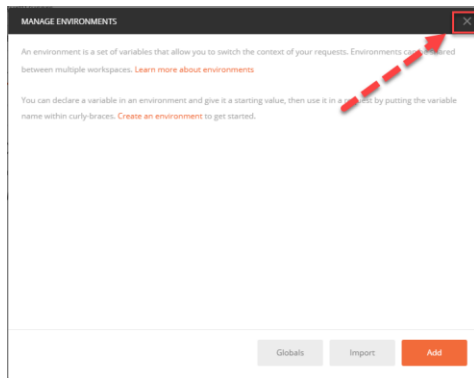 MANAGE ENVIRONMENTS
An environment is a set of variables that allow you to switch the context of your requests. Environments can be shared
between multiple workspaces. Learn more about environments
You can declare a variable in an environment and give it a starting value, then use it in a request by putting the variable
name within curly-braces. Create an environment to get started.
Globals
Import
Add